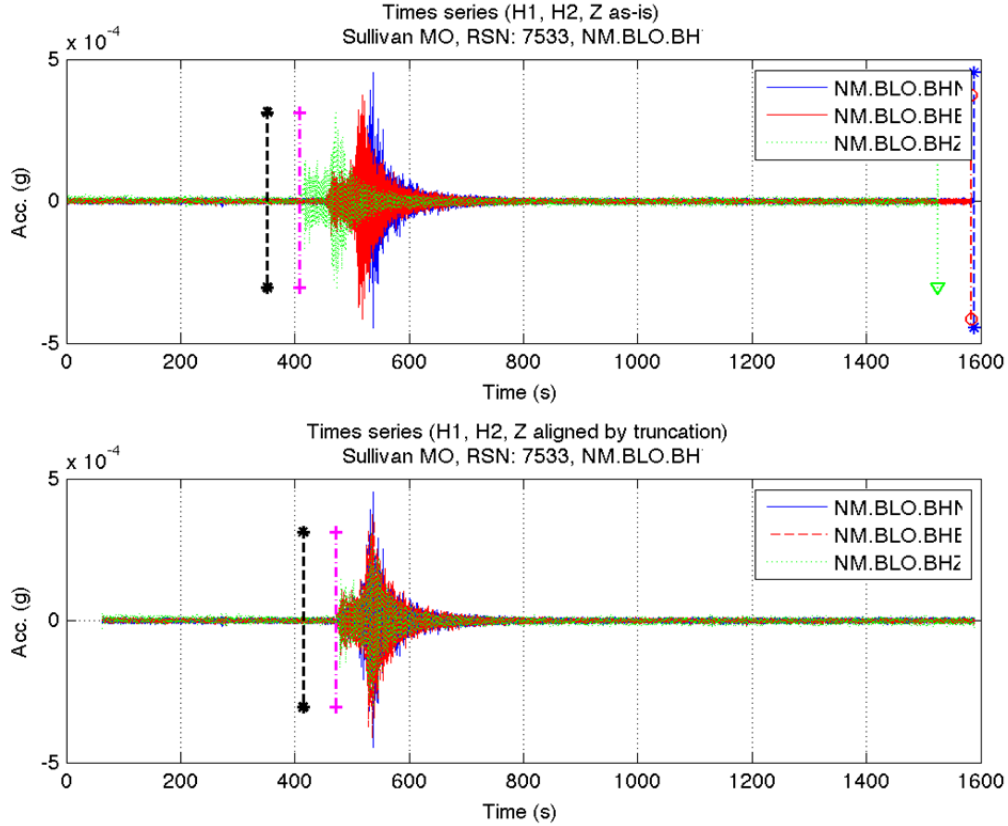 Times series (H1, H2, Z as-is)
Sullivan MO, RSN: 7533, NM.BLO.BH
x 10-4
5
0
-5
Acc. (g)
NM.BLO.BHN
NM.BLO.BHE
NM.BLO.BHZ
0 200 400 600 800 1000 1200 1400 1600
Time (s)
Times series (H1, H2, Z aligned by truncation)
Sullivan MO, RSN: 7533, NM.BLO.BH
x 10-4
5
0
-5
Acc. (g)
NM.BLO.BHN
NM.BLO.BHE
NM.BLO.BHZ
0 200 400 600 800 1000 1200 1400 1600
Time (s)